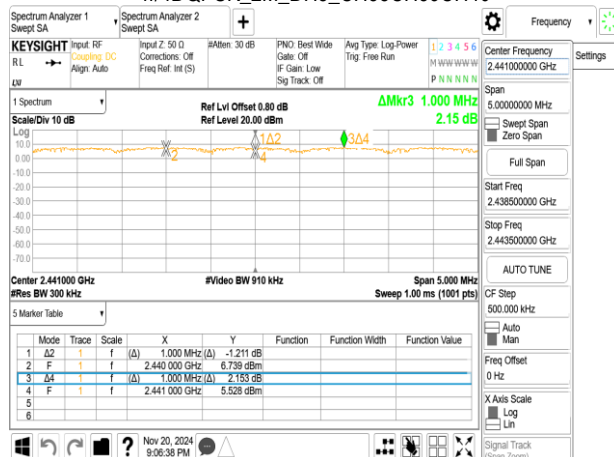 Spectrum Analyzer 1
Swept SA
Spectrum Analyzer 2
Swept SA
+
Frequency
Settings
KEYSIGHT
RL
Input: RF
Coupling: DC
Align: Auto
Input Z: 50 Ω
Corrections: Off
Freq Ref: Int (S)
#Atten: 30 dB
PNO: Best Wide
Gate: Off
IF Gain: Low
Sig Track: Off
Avg Type: Log-Power
Trig: Free Run
1 2 3 4 5 6
M W W W W W
P N N N N N
1 Spectrum
Scale/Div 10 dB
Ref Lvl Offset 0.80 dB
Ref Level 20.00 dBm
ΔMkr3 1.000 MHz
2.15 dB
Log
10.0
0.00
-10.0
-20.0
-30.0
-40.0
-50.0
-60.0
-70.0
2
1Δ2
4
3Δ4
Center 2.441000 GHz
#Video BW 910 kHz
Span 5.000 MHz
#Res BW 300 kHz
Sweep 1.00 ms (1001 pts)
5 Marker Table
Mode Trace Scale X Y Function Function Width Function Value
1 Δ2 1 f (Δ) 1.000 MHz (Δ) -1.211 dB
2 F 1 f 2.440 000 GHz 6.739 dBm
3 Δ4 1 f (Δ) 1.000 MHz (Δ) 2.153 dB
4 F 1 f 2.441 000 GHz 5.528 dBm
5
6
Nov 20, 2024
9:06:38 PM
Center Frequency
2.441000000 GHz
Span
5.00000000 MHz
Swept Span
Zero Span
Full Span
Start Freq
2.438500000 GHz
Stop Freq
2.443500000 GHz
AUTO TUNE
CF Step
500.000 kHz
Auto
Man
Freq Offset
0 Hz
X Axis Scale
Log
Lin
Signal Track
(Span Zoom)